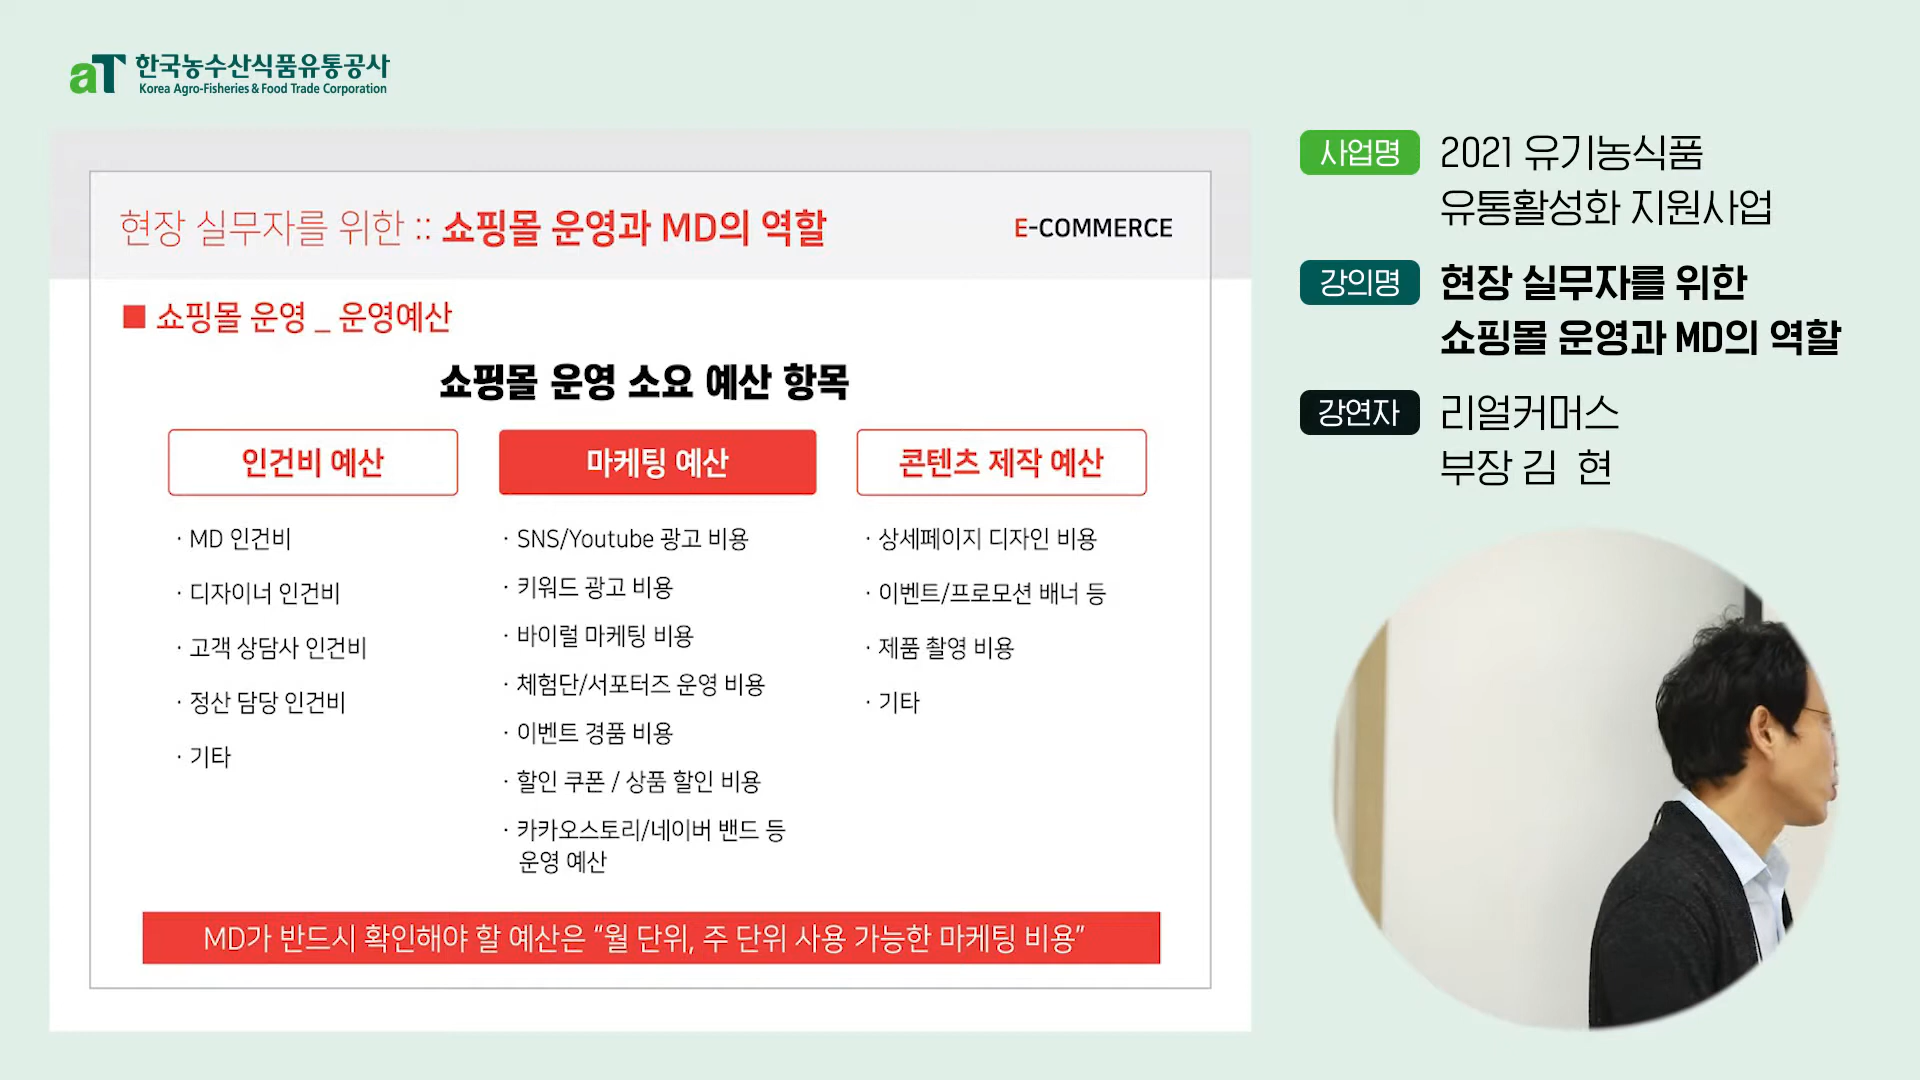 aT 한국농수산식품유통공사
Korea Agro-Fisheries & Food Trade Corporation
현장 실무자를 위한 :: 쇼핑몰 운영과 MD의 역할
E-COMMERCE
■ 쇼핑몰 운영 _ 운영예산
쇼핑몰 운영 소요 예산 항목
인건비 예산
· MD 인건비
· 디자이너 인건비
· 고객 상담사 인건비
· 정산 담당 인건비
· 기타
마케팅 예산
· SNS/Youtube 광고 비용
· 키워드 광고 비용
· 바이럴 마케팅 비용
· 체험단/서포터즈 운영 비용
· 이벤트 경품 비용
· 할인 쿠폰 / 상품 할인 비용
· 카카오스토리/네이버 밴드 등
운영 예산
콘텐츠 제작 예산
· 상세페이지 디자인 비용
· 이벤트/프로모션 배너 등
· 제품 촬영 비용
· 기타
MD가 반드시 확인해야 할 예산은 “월 단위, 주 단위 사용 가능한 마케팅 비용”
사업명 2021 유기농식품
유통활성화 지원사업
강의명 현장 실무자를 위한
쇼핑몰 운영과 MD의 역할
강연자 리얼커머스
부장 김 현